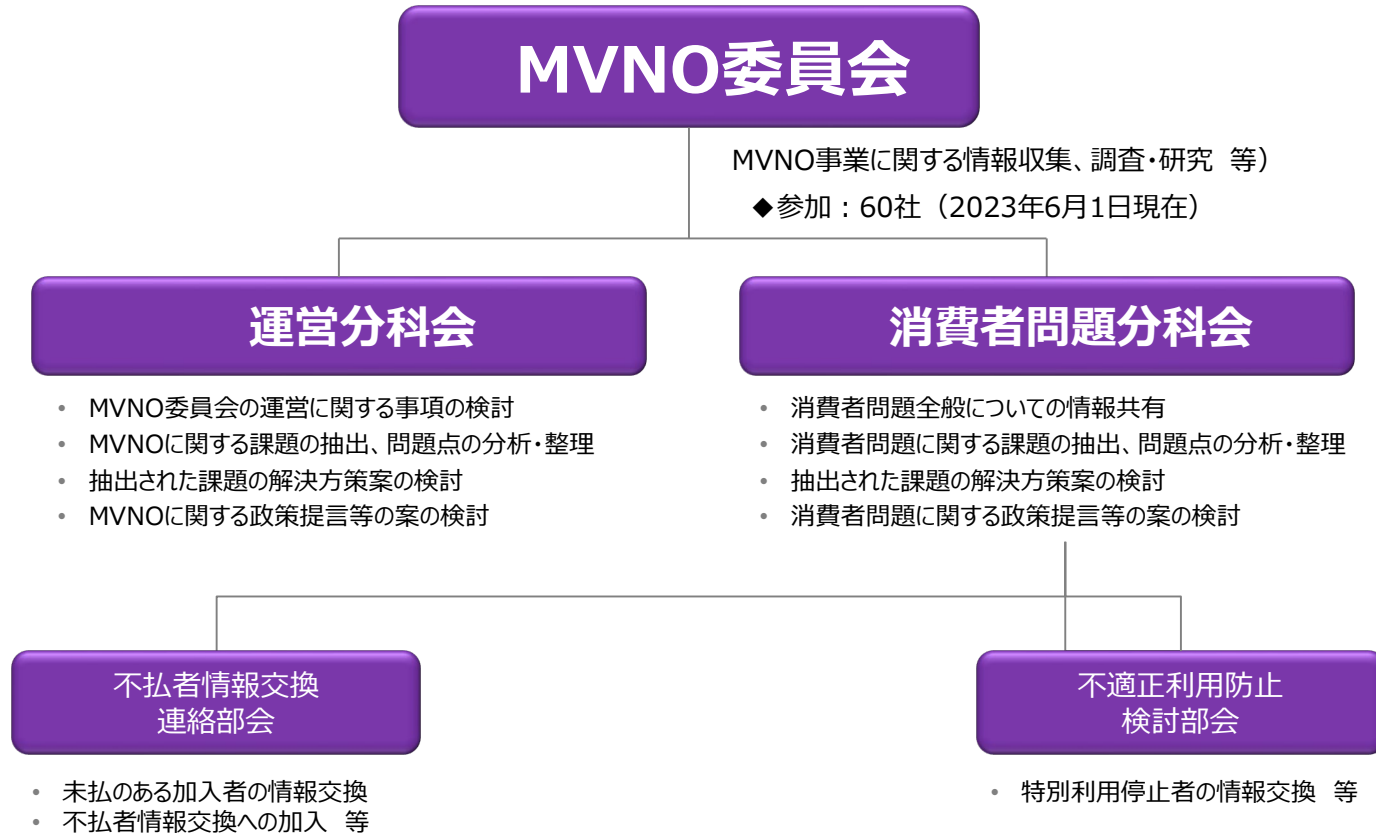 MVNO委員会
MVNO事業に関する情報収集、調査・研究　等）
◆参加：60社（2023年6月1日現在）
運営分科会
• MVNO委員会の運営に関する事項の検討
• MVNOに関する課題の抽出、問題点の分析・整理
• 抽出された課題の解決方策案の検討
• MVNOに関する政策提言等の案の検討
消費者問題分科会
• 消費者問題全般についての情報共有
• 消費者問題に関する課題の抽出、問題点の分析・整理
• 抽出された課題の解決方策案の検討
• 消費者問題に関する政策提言等の案の検討
不払者情報交換
連絡部会
• 未払のある加入者の情報交換
• 不払者情報交換への加入　等
不適正利用防止
検討部会
• 特別利用停止者の情報交換　等